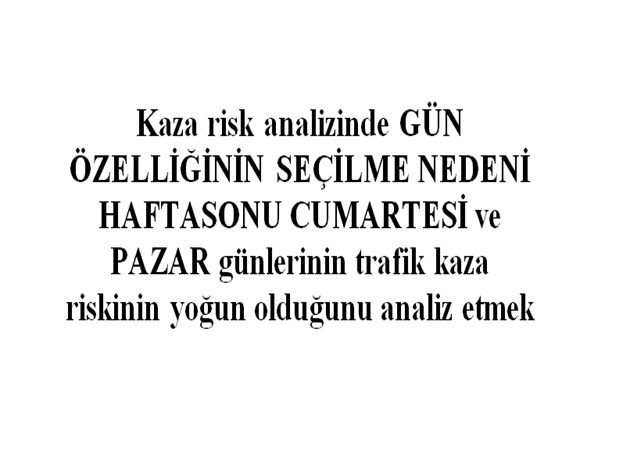 Kaza risk analizinde GÜN
ÖZELLİĞİNİN SEÇİLME NEDENİ
HAFTASONU CUMARTESİ ve
PAZAR günlerinin trafik kaza
riskinin yoğun olduğunu analiz etmek